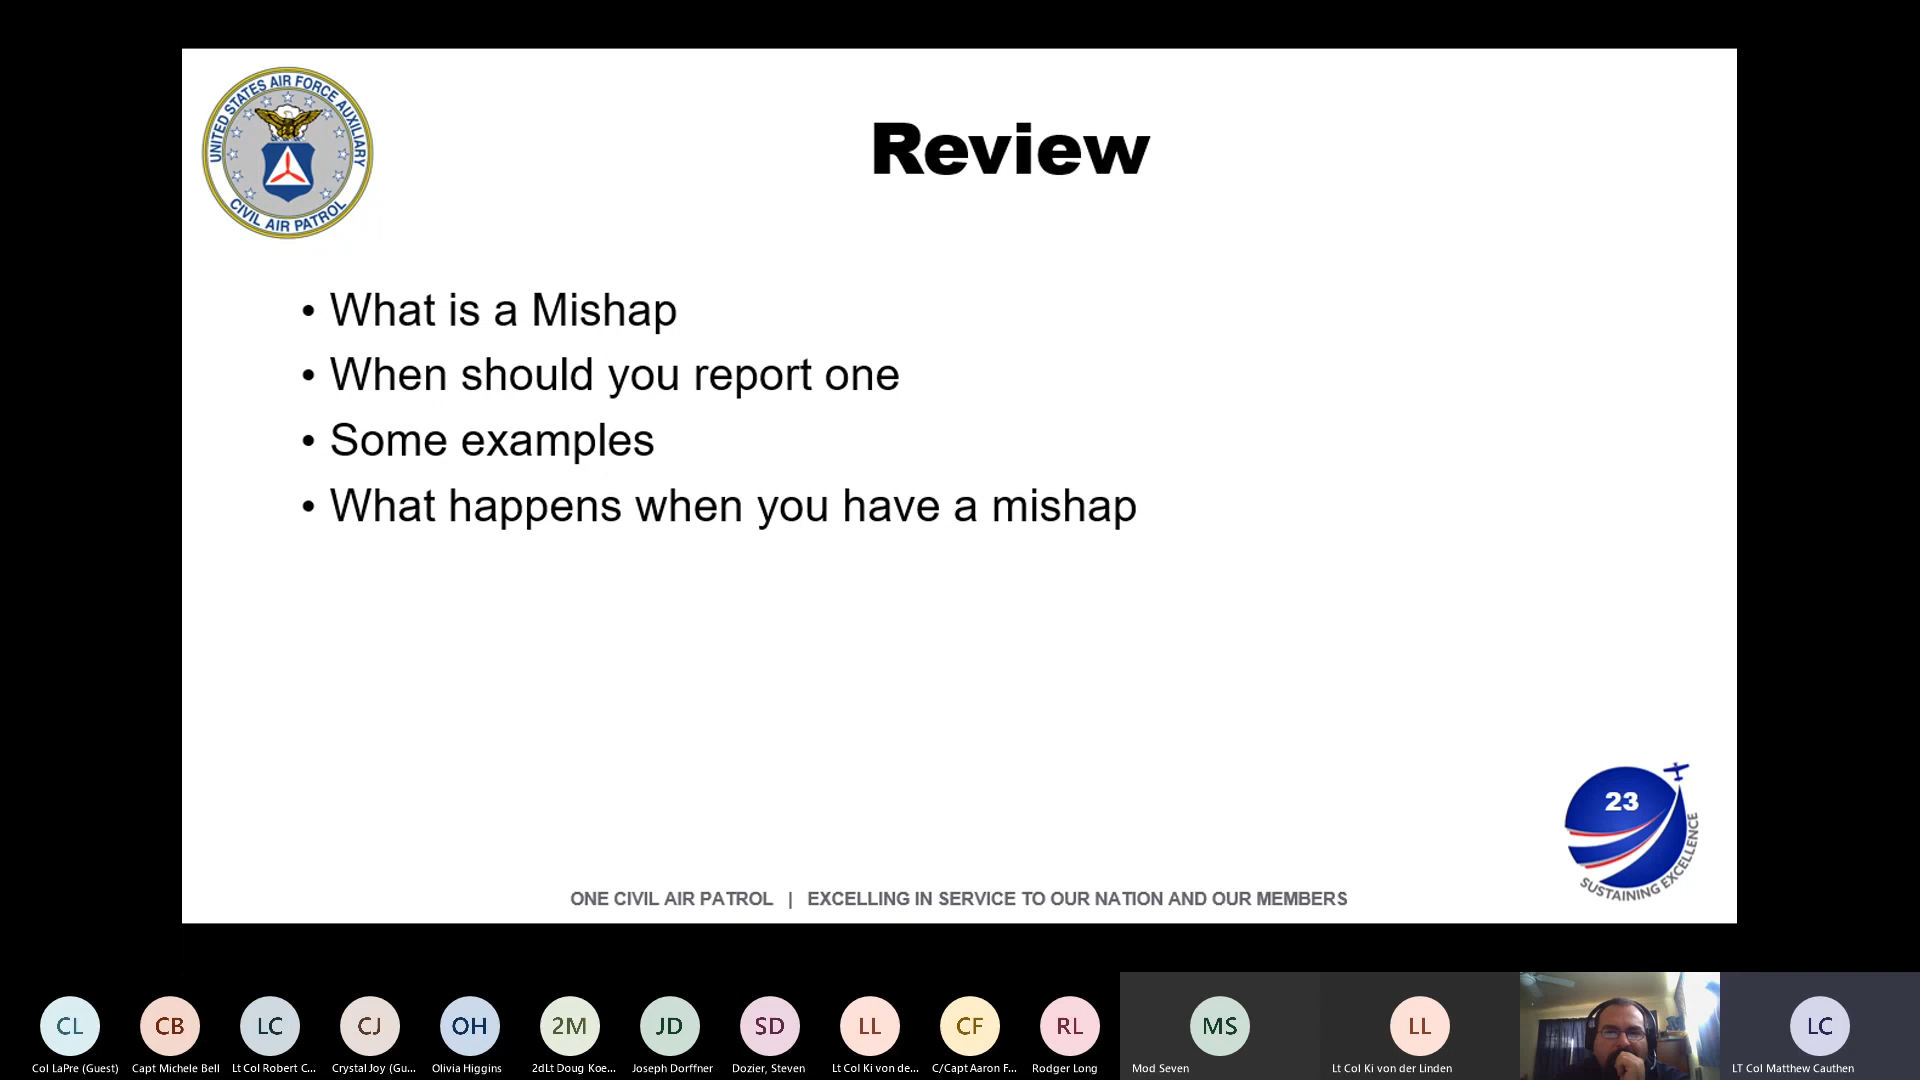 UNITED STATES AIR FORCE AUXILIARY
CIVIL AIR PATROL
Review
• What is a Mishap
• When should you report one
• Some examples
• What happens when you have a mishap
23
SUSTAINING EXCELLENCE
ONE CIVIL AIR PATROL | EXCELLING IN SERVICE TO OUR NATION AND OUR MEMBERS
CL CB LC CJ OH 2M JD SD LL CF RL MS LL LC
Col LaPre (Guest) Capt Michele Bell Lt Col Robert C... Crystal Joy (Gu... Olivia Higgins 2dLt Doug Koe... Joseph Dorffner Dozier, Steven Lt Col Ki von de... C/Capt Aaron F... Rodger Long Mod Seven Lt Col Ki von der Linden LT Col Matthew Cauthen